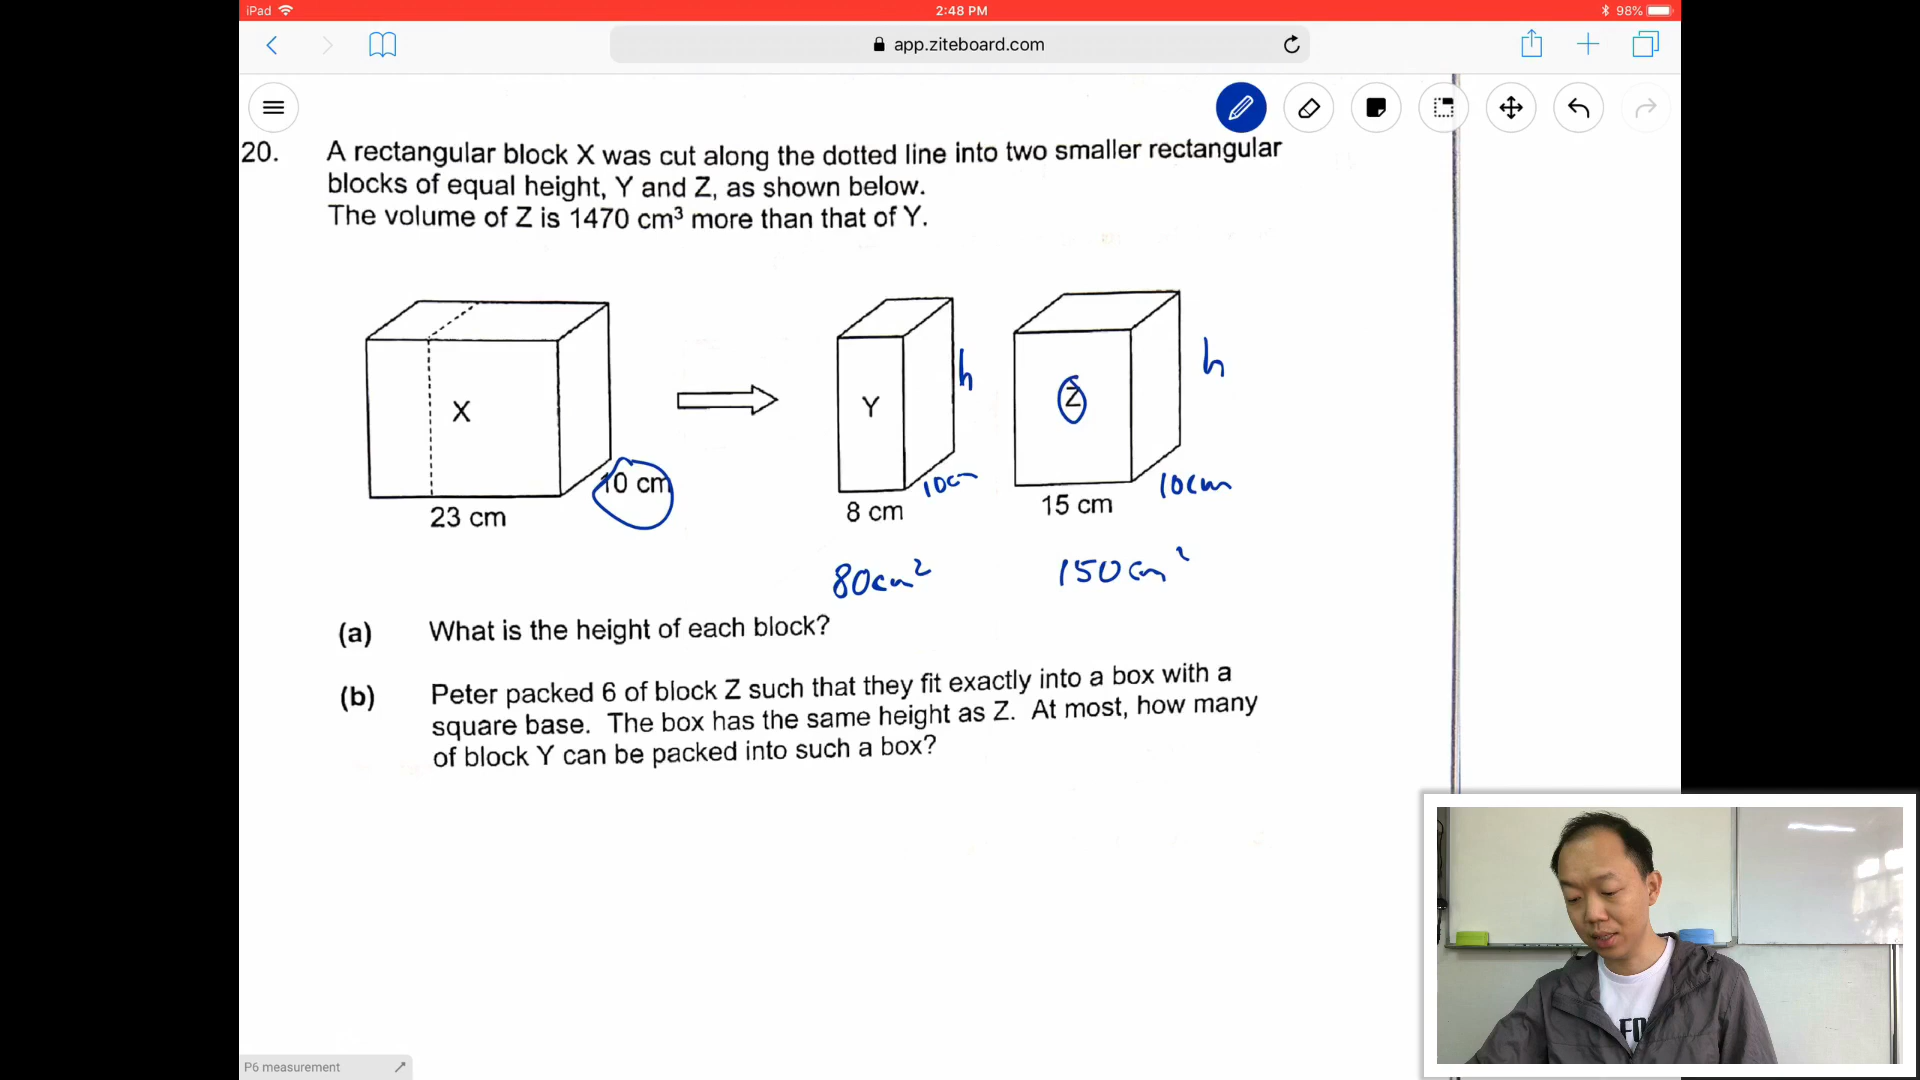 iPad
2:48 PM
98%
app.ziteboard.com
20. A rectangular block X was cut along the dotted line into two smaller rectangular
blocks of equal height, Y and Z, as shown below.
The volume of Z is 1470 cm³ more than that of Y.
X
10 cm
23 cm
Y
h
10cm
8 cm
80cm²
Z
h
10cm
15 cm
150cm²
(a) What is the height of each block?
(b) Peter packed 6 of block Z such that they fit exactly into a box with a
square base. The box has the same height as Z. At most, how many
of block Y can be packed into such a box?
P6 measurement